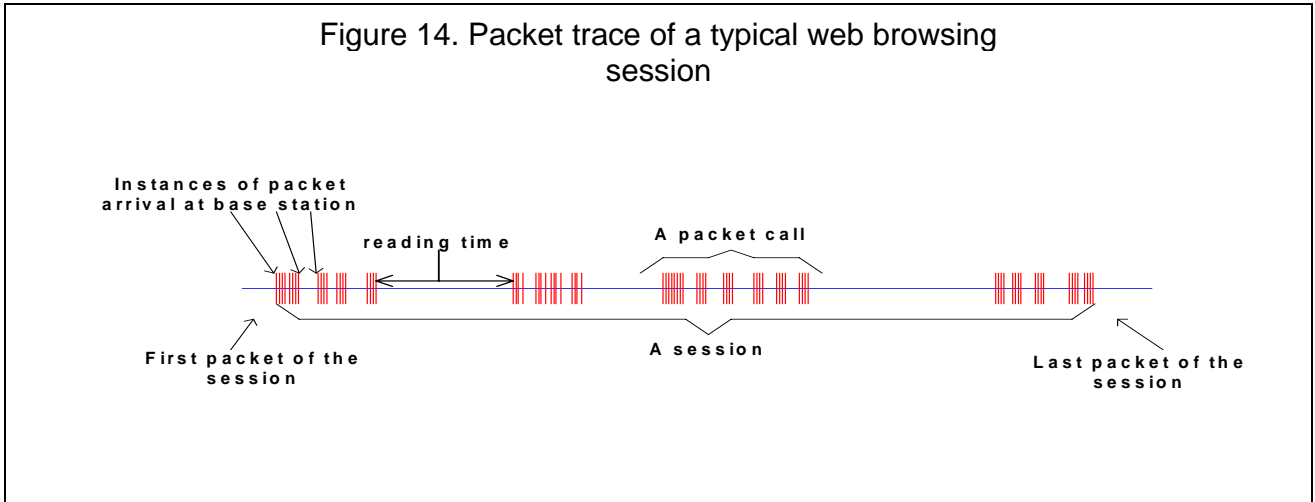 Figure 14. Packet trace of a typical web browsing
session
Instances of packet
arrival at base station
reading time
A packet call
First packet of the
session
A session
Last packet of the
session